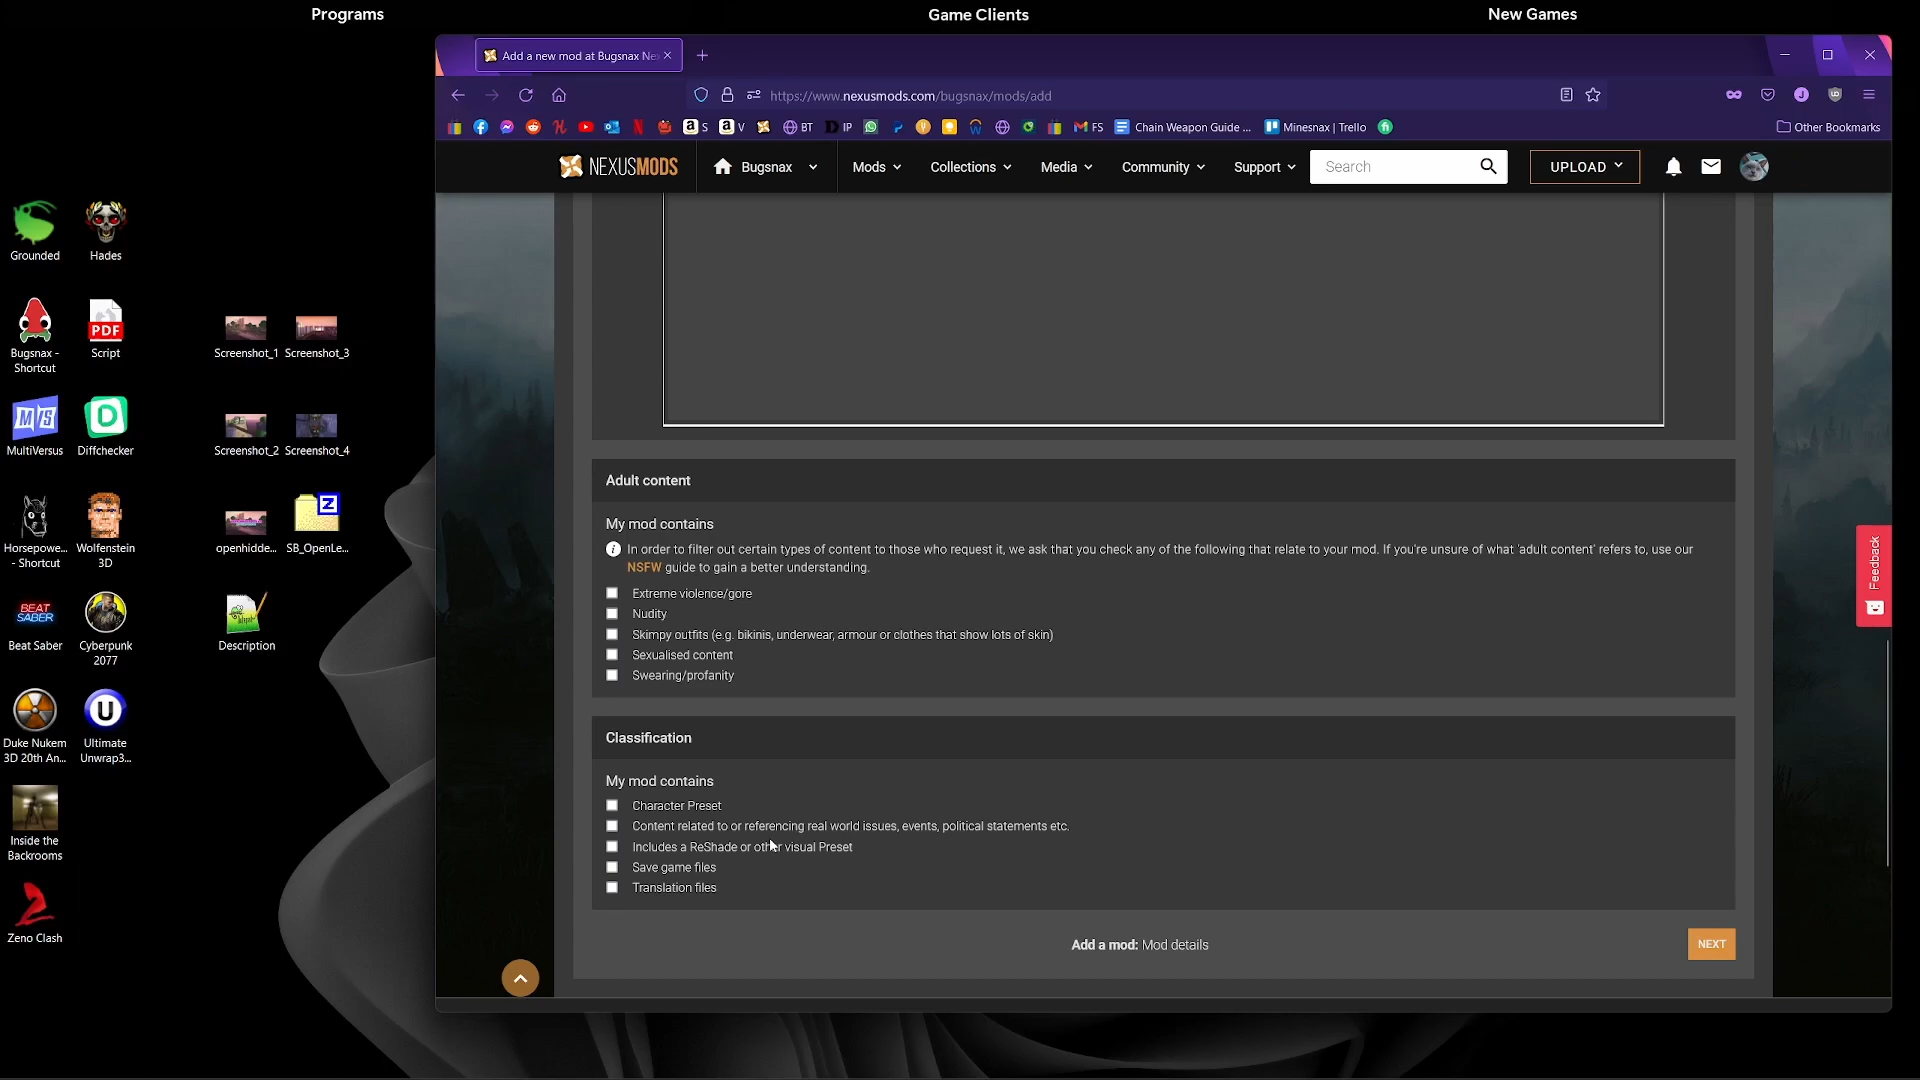 Programs
Game Clients
New Games
Add a new mod at Bugsnax Ne
https://www.nexusmods.com/bugsnax/mods/add
S
V
BT
IP
FS
Chain Weapon Guide ...
Minesnax | Trello
Other Bookmarks
NEXUSMODS
Bugsnax
Mods
Collections
Media
Community
Support
Search
UPLOAD
Grounded
Hades
PDF
Bugsnax -
Shortcut
Script
Screenshot_1
Screenshot_3
M/S
D
MultiVersus
Diffchecker
Screenshot_2
Screenshot_4
Z
Horsepowe...
- Shortcut
Wolfenstein
3D
openhidde...
SB_OpenLe...
BEAT
SABER
Beat Saber
Cyberpunk
2077
Description
U
Duke Nukem
3D 20th An...
Ultimate
Unwrap3...
Inside the
Backrooms
Zeno Clash
Adult content
My mod contains
In order to filter out certain types of content to those who request it, we ask that you check any of the following that relate to your mod. If you're unsure of what 'adult content' refers to, use our
NSFW guide to gain a better understanding.
Extreme violence/gore
Nudity
Skimpy outfits (e.g. bikinis, underwear, armour or clothes that show lots of skin)
Sexualised content
Swearing/profanity
Classification
My mod contains
Character Preset
Content related to or referencing real world issues, events, political statements etc.
Includes a ReShade or other visual Preset
Save game files
Translation files
Add a mod: Mod details
NEXT
Feedback